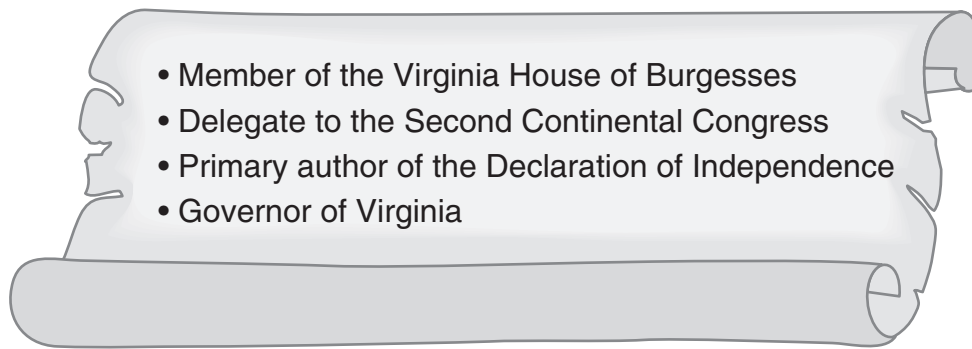 • Member of the Virginia House of Burgesses
• Delegate to the Second Continental Congress
• Primary author of the Declaration of Independence
• Governor of Virginia